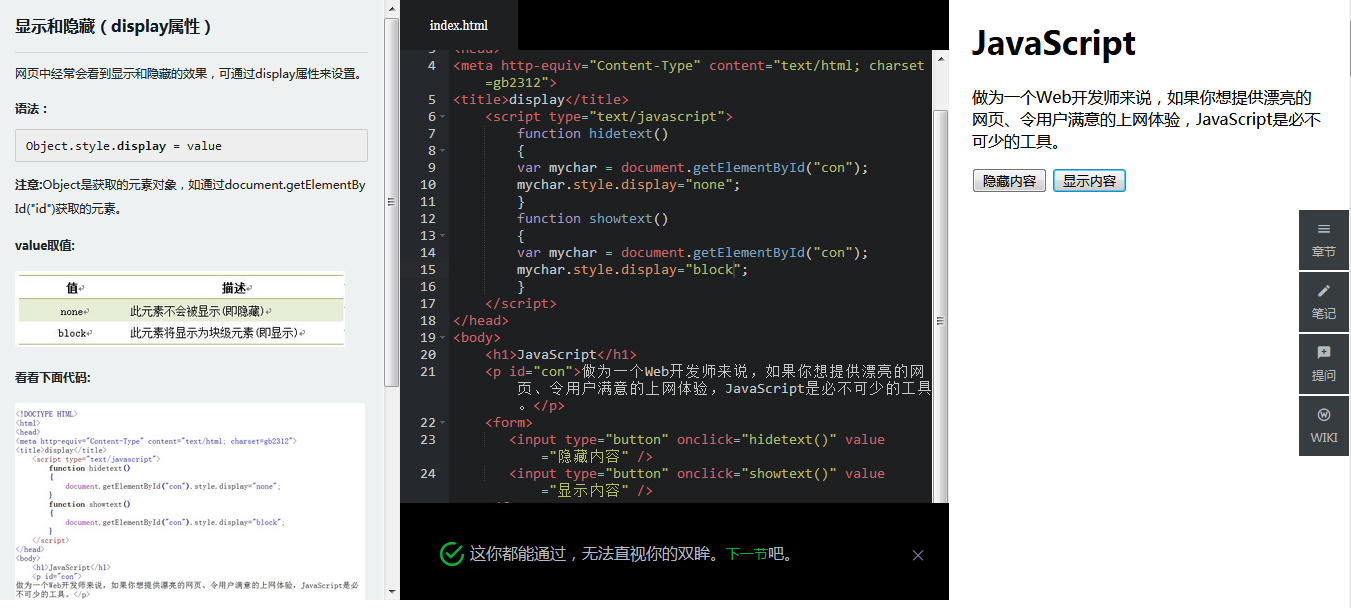 显示和隐藏（display属性）
网页中经常会看到显示和隐藏的效果，可通过display属性来设置。
语法：
Object.style.display = value
注意:Object是获取的元素对象，如通过document.getElementBy
Id("id")获取的元素。
value取值:
值 描述
none 此元素不会被显示(即隐藏)
block 此元素将显示为块级元素(即显示)
看看下面代码:
<!DOCTYPE HTML>
<html>
<head>
<meta http-equiv="Content-Type" content="text/html; charset=gb2312">
<title>display</title>
<script type="text/javascript">
function hidetext()
{
document.getElementById("con").style.display="none";
}
function showtext()
{
document.getElementById("con").style.display="block";
}
</script>
</head>
<body>
<h1>JavaScript</h1>
<p id="con">
做为一个Web开发师来说，如果你想提供漂亮的网页、令用户满意的上网体验，JavaScript是必
不可少的工具。</p>
index.html
3 <head>
4 <meta http-equiv="Content-Type" content="text/html; charset
=gb2312">
5 <title>display</title>
6 <script type="text/javascript">
7 function hidetext()
8 {
9 var mychar = document.getElementById("con");
10 mychar.style.display="none";
11 }
12 function showtext()
13 {
14 var mychar = document.getElementById("con");
15 mychar.style.display="block";
16 }
17 </script>
18 </head>
19 <body>
20 <h1>JavaScript</h1>
21 <p id="con">做为一个Web开发师来说，如果你想提供漂亮的网
页、令用户满意的上网体验，JavaScript是必不可少的工具
。</p>
22 <form>
23 <input type="button" onclick="hidetext()" value
="隐藏内容" />
24 <input type="button" onclick="showtext()" value
="显示内容" />
这你都能通过，无法直视你的双眸。下一节吧。
JavaScript
做为一个Web开发师来说，如果你想提供漂亮的
网页、令用户满意的上网体验，JavaScript是必不
可少的工具。
隐藏内容 显示内容
章节
笔记
提问
WIKI